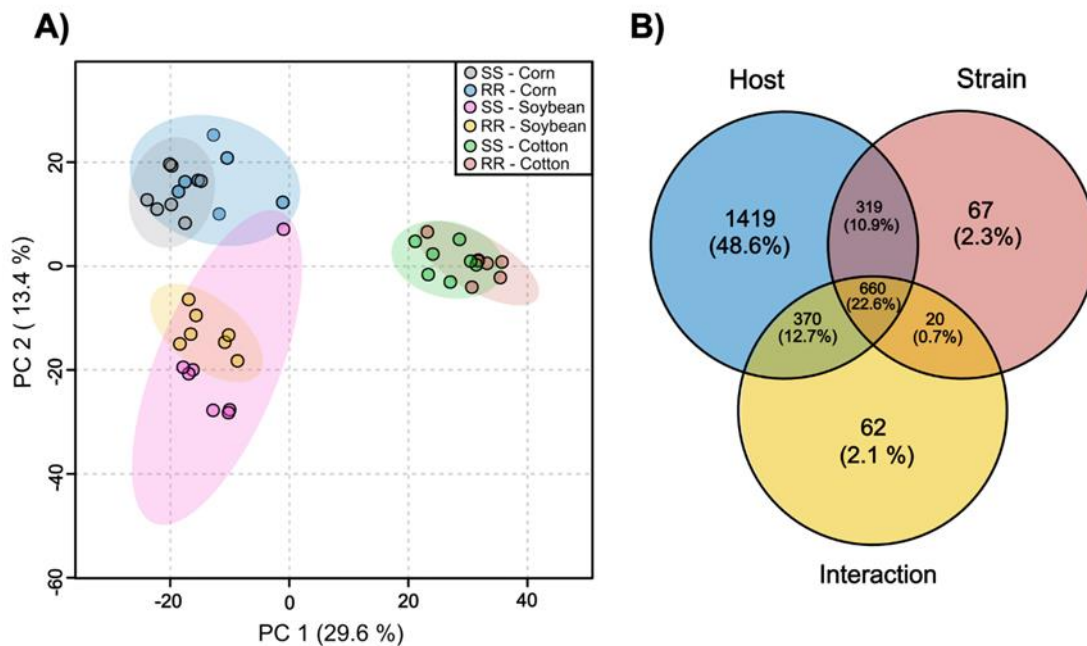 A)
PC 2 ( 13.4 %)
20
0
-20
-40
-60
SS - Corn
RR - Corn
SS - Soybean
RR - Soybean
SS - Cotton
RR - Cotton
-20
0
20
40
PC 1 (29.6 %)
B)
Host
Strain
1419
(48.6%)
319
(10.9%)
67
(2.3%)
660
(22.6%)
370
(12.7%)
20
(0.7%)
62
(2.1 %)
Interaction